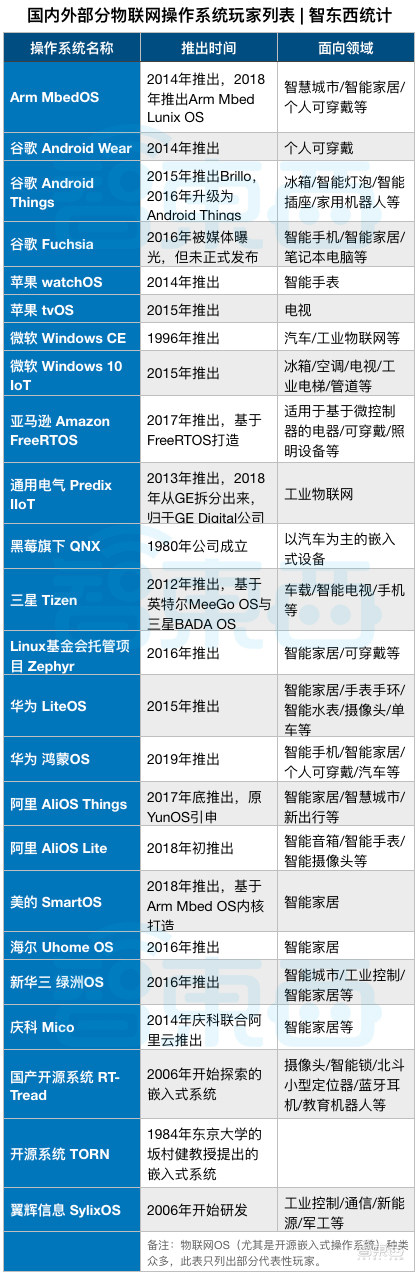 国内外部分物联网操作系统玩家列表 | 智东西统计
操作系统名称 推出时间 面向领域
Arm MbedOS
2014年推出，2018
年推出Arm Mbed
Lunix OS
智慧城市/智能家居/
个人可穿戴等
谷歌 Android Wear 2014年推出 个人可穿戴
谷歌 Android
Things
2015年推出Brillo，
2016年升级为
Android Things
冰箱/智能灯泡/智能
插座/家用机器人等
谷歌 Fuchsia
2016年被媒体曝
光，但未正式发布
智能手机/智能家居/
笔记本电脑等
苹果 watchOS 2014年推出 智能手表
苹果 tvOS 2015年推出 电视
微软 Windows CE 1996年推出 汽车/工业物联网等
微软 Windows 10
IoT
2015年推出
冰箱/空调/电视/工
业电梯/管道等
亚马逊 Amazon
FreeRTOS
2017年推出，基于
FreeRTOS打造
适用于基于微控制
器的电器/可穿戴/照
明设备等
通用电气 Predix
IIoT
2013年推出，2018
年从GE拆分出来，
归于GE Digital公司
工业物联网
黑莓旗下 QNX 1980年公司成立
以汽车为主的嵌入
式设备
三星 Tizen
2012年推出，基于
英特尔MeeGo OS与
三星BADA OS
车载/智能电视/手机
等
Linux基金会托管项
目 Zephyr
2016年推出 智能家居/可穿戴等
华为 LiteOS 2015年推出
智能家居/手表手环/
智能水表/摄像头/单
车等
华为 鸿蒙OS 2019年推出
智能手机/智能家居/
个人可穿戴/汽车等
阿里 AliOS Things
2017年底推出，原
YunOS引申
智能家居/智慧城市/
新出行等
阿里 AliOS Lite 2018年初推出
智能音箱/智能手表/
智能摄像头等
美的 SmartOS
2018年推出，基于
Arm Mbed OS内核
打造
智能家居
海尔 Uhome OS 2016年推出 智能家居
新华三 绿洲OS 2016年推出
智能城市/工业控制/
智能家居等
庆科 Mico
2014年庆科联合阿
里云推出
智能家居等
国产开源系统 RT-
Tread
2006年开始探索的
嵌入式系统
摄像头/智能锁/北斗
小型定位器/蓝牙耳
机/教育机器人等
开源系统 TORN
1984年东京大学的
坂村健教授提出的
嵌入式系统
翼辉信息 SylixOS 2006年开始研发
工业控制/通信/新能
源/军工等
备注：物联网OS（尤其是开源嵌入式操作系统）种类
众多，此表只列出部分代表性玩家。
智东西